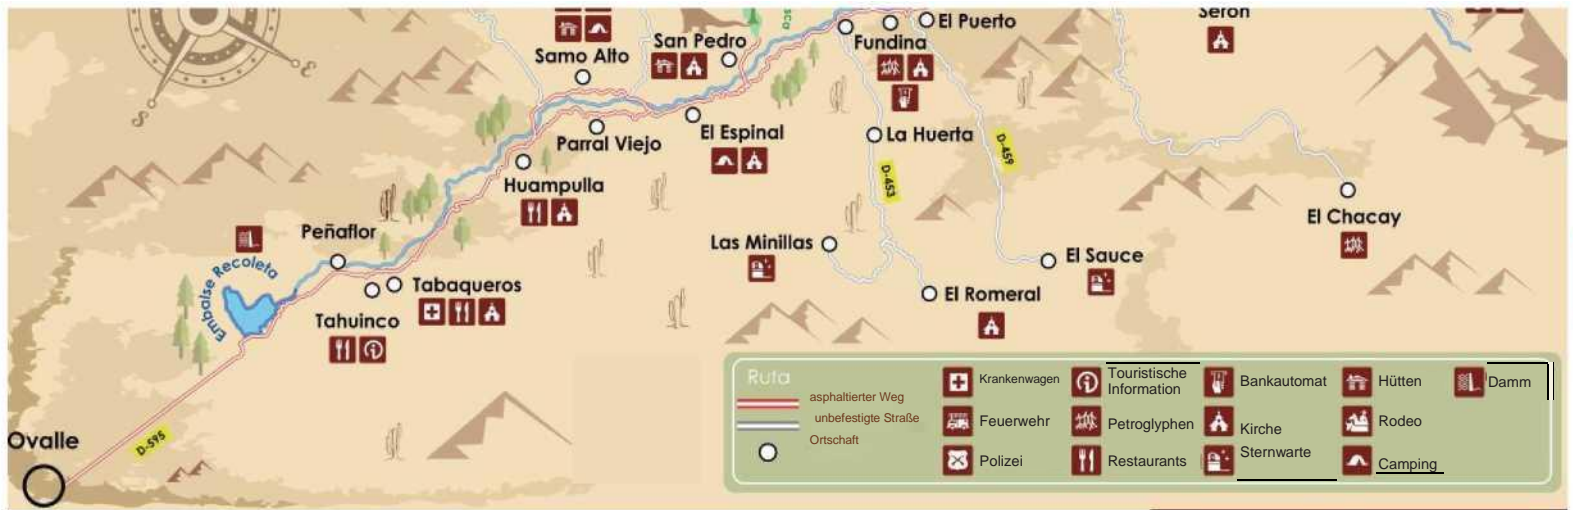 El Puerto
Seron
Fundina
San Pedro
Samo Alto
S
E
Parral Viejo
El Espinal
La Huerta
D-459
D-453
Huampulla
El Chacay
Peñaflor
Las Minillas
El Sauce
Embalse Recoleta
Tabaqueros
El Romeral
Tahuinco
Ovalle
D-595
Ruta
asphaltierter Weg
unbefestigte Straße
Ortschaft
Krankenwagen
Feuerwehr
Polizei
Touristische
Information
Petroglyphen
Restaurants
Bankautomat
Kirche
Sternwarte
Hütten
Rodeo
Camping
Damm